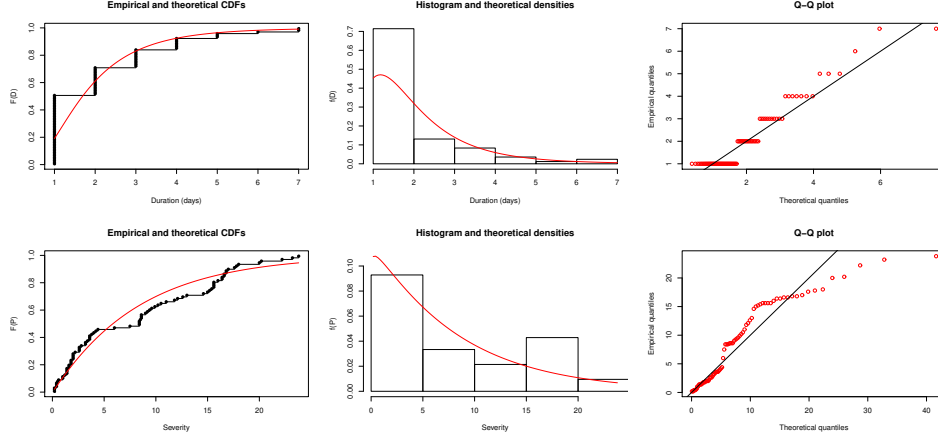 Empirical and theoretical CDFs
F(D)
0.0 0.2 0.4 0.6 0.8 1.0
1 2 3 4 5 6 7
Duration (days)
Histogram and theoretical densities
f(D)
0.0 0.1 0.2 0.3 0.4 0.5 0.6 0.7
1 2 3 4 5 6 7
Duration (days)
Q−Q plot
Empirical quantiles
1 2 3 4 5 6 7
2 4 6
Theoretical quantiles
Empirical and theoretical CDFs
F(P)
0.0 0.2 0.4 0.6 0.8 1.0
0 5 10 15 20
Severity
Histogram and theoretical densities
f(P)
0.00 0.02 0.04 0.06 0.08 0.10
0 5 10 15 20
Severity
Q−Q plot
Empirical quantiles
0 5 10 15 20
0 10 20 30 40
Theoretical quantiles